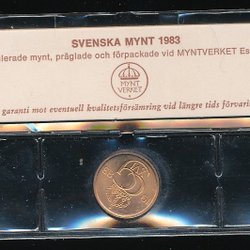 SVENSKA MYNT 1983
lerade mynt, präglade och förpackade vid MYNTVERKET Es
MYNT
VERKET
garanti mot eventuell kvalitetsförsämring vid längre tids förvari